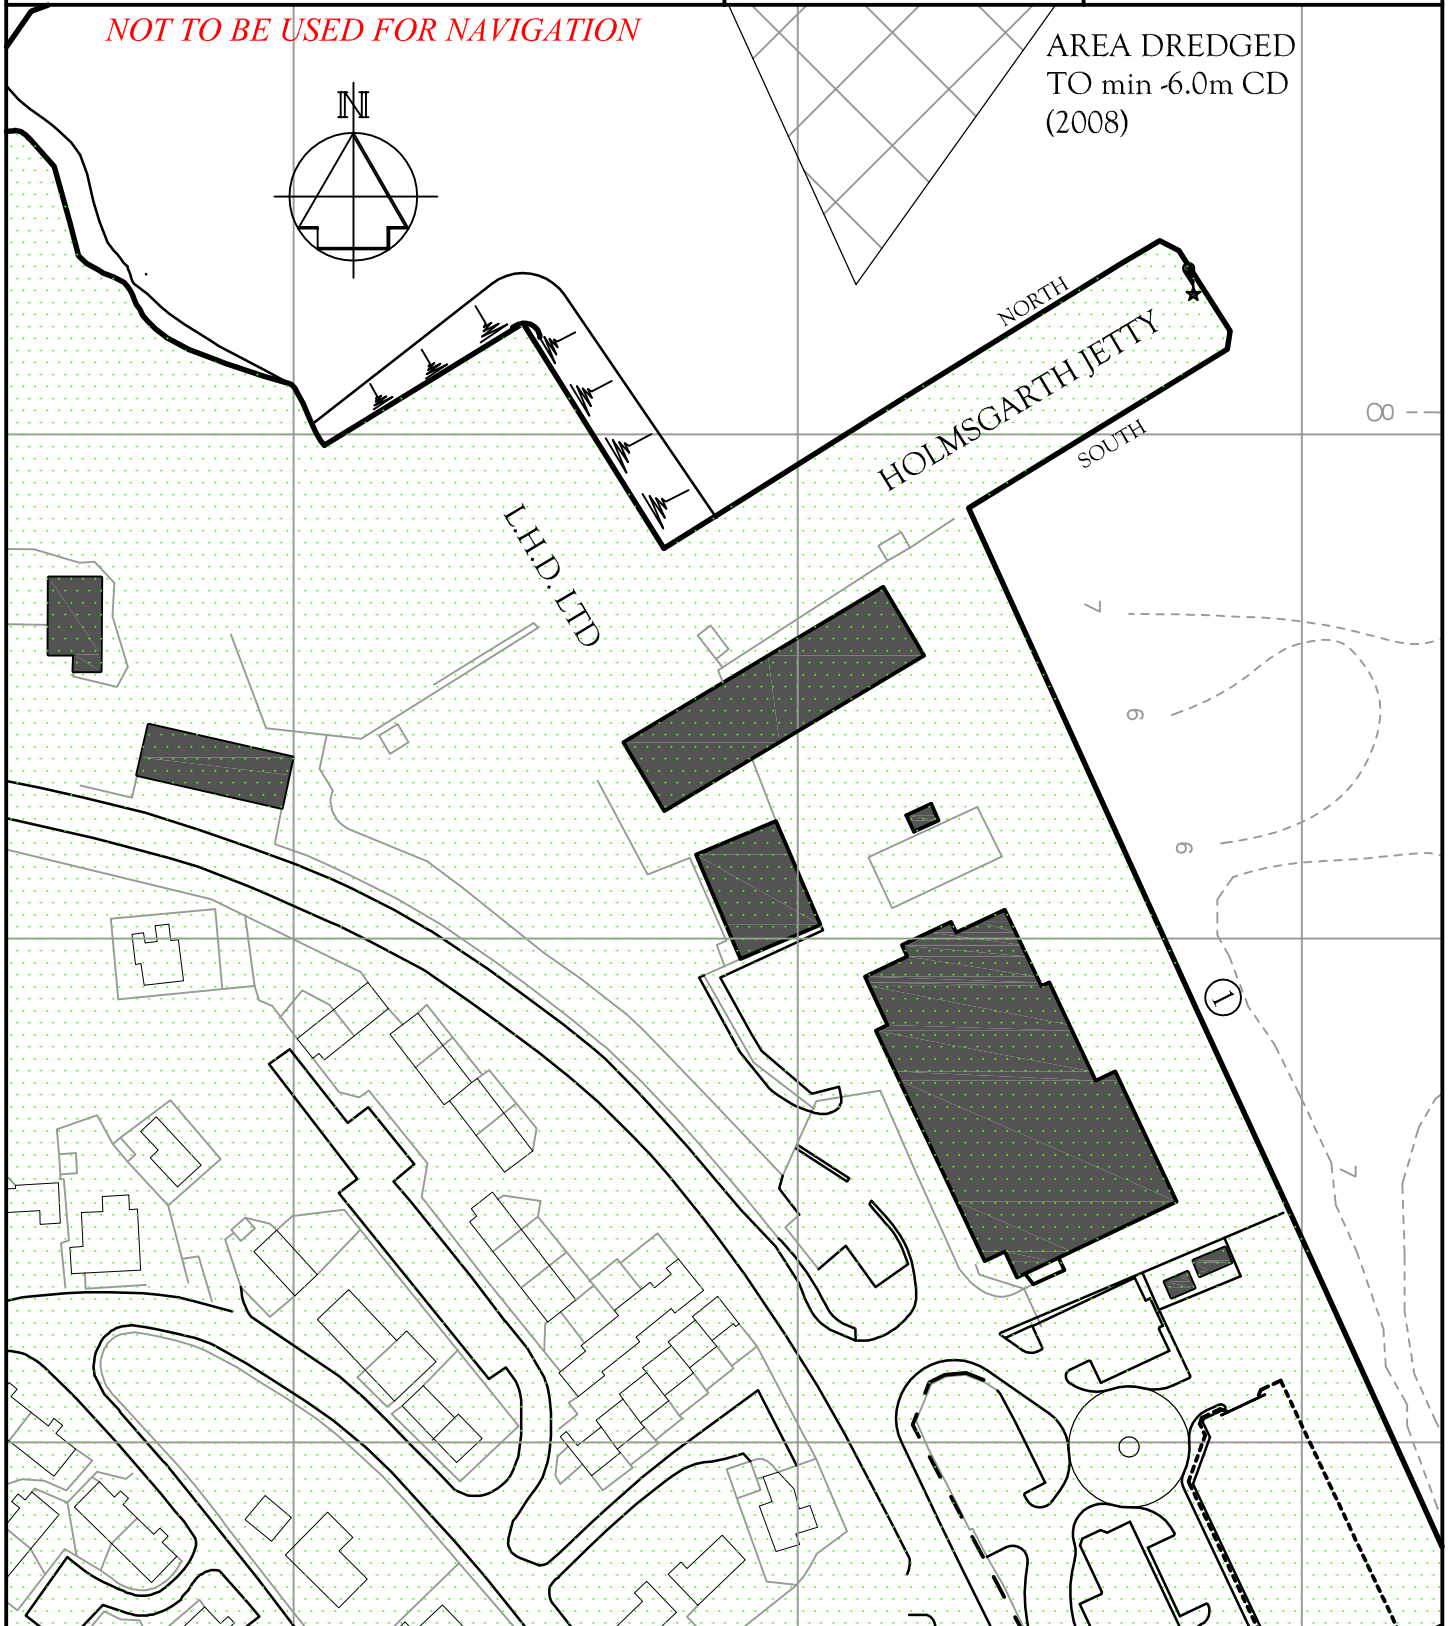 NOT TO BE USED FOR NAVIGATION
AREA DREDGED
TO min -6.0m CD
(2008)
N
NORTH
HOLMSGARTH JETTY
SOUTH
8
L.H.D. LTD
7
6
6
1
7